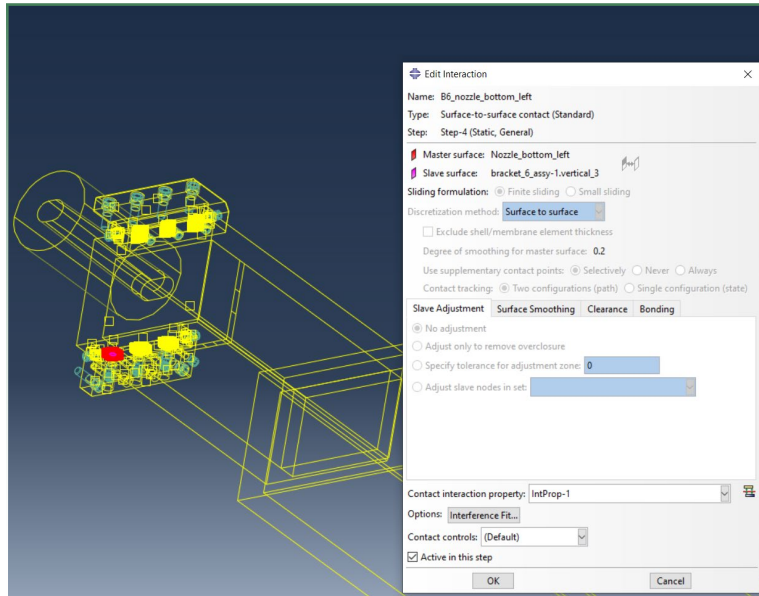 Edit Interaction
Name: B6_nozzle_bottom_left
Type: Surface-to-surface contact (Standard)
Step: Step-4 (Static, General)
Master surface: Nozzle_bottom_left
Slave surface: bracket_6_assy-1.vertical_3
Sliding formulation: Finite sliding Small sliding
Discretization method: Surface to surface
Exclude shell/membrane element thickness
Degree of smoothing for master surface: 0.2
Use supplementary contact points: Selectively Never Always
Contact tracking: Two configurations (path) Single configuration (state)
Slave Adjustment Surface Smoothing Clearance Bonding
No adjustment
Adjust only to remove overclosure
Specify tolerance for adjustment zone: 0
Adjust slave nodes in set:
Contact interaction property: IntProp-1
Options: Interference Fit...
Contact controls: (Default)
Active in this step
OK Cancel